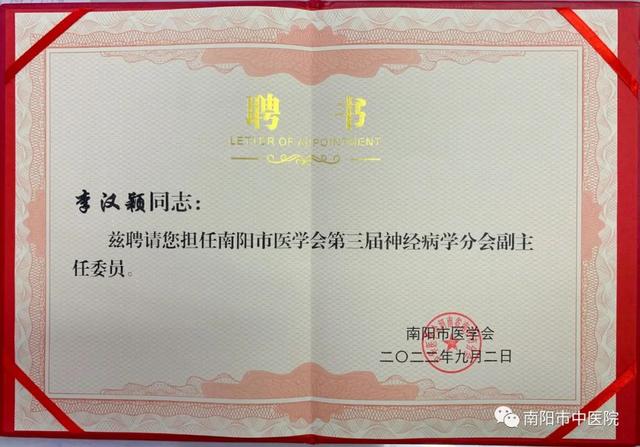 聘 书
LETTER OF APPOINTMENT
李汉颖同志：
兹聘请您担任南阳市医学会第三届神经病学分会副主
任委员。
南阳市医学会
二〇二二年九月二日
南阳市中医院